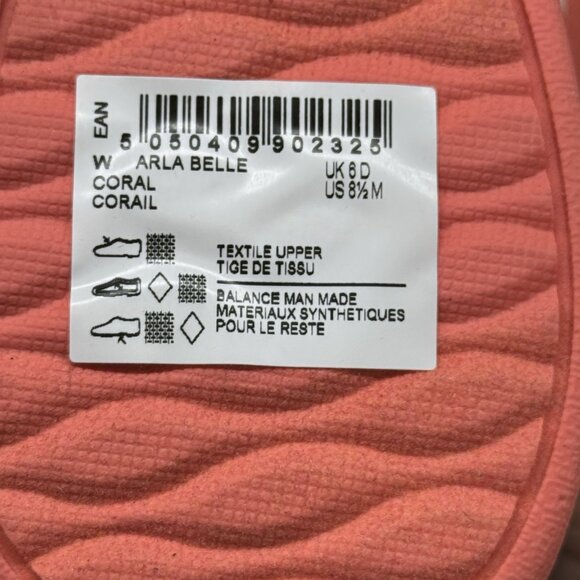 EAN
5 050409 902325
W ARLA BELLE UK 6 D
CORAL US 8½ M
CORAIL
TEXTILE UPPER
TIGE DE TISSU
BALANCE MAN MADE
MATERIAUX SYNTHETIQUES
POUR LE RESTE